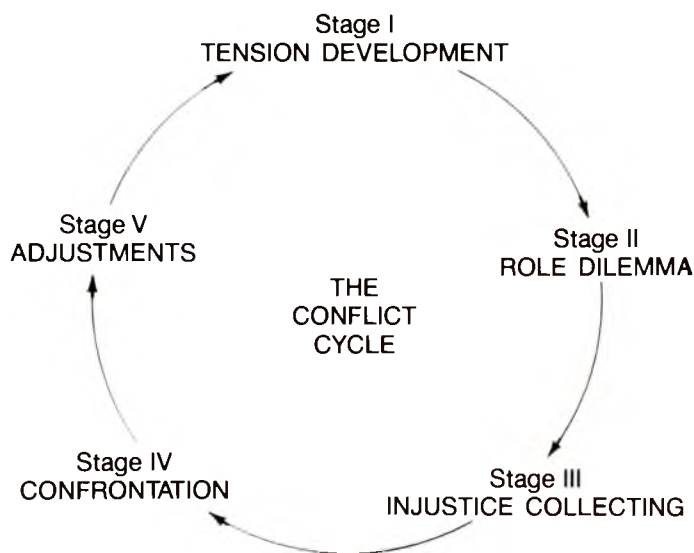 Stage I
TENSION DEVELOPMENT
Stage II
ROLE DILEMMA
Stage III
INJUSTICE COLLECTING
Stage IV
CONFRONTATION
Stage V
ADJUSTMENTS
THE
CONFLICT
CYCLE